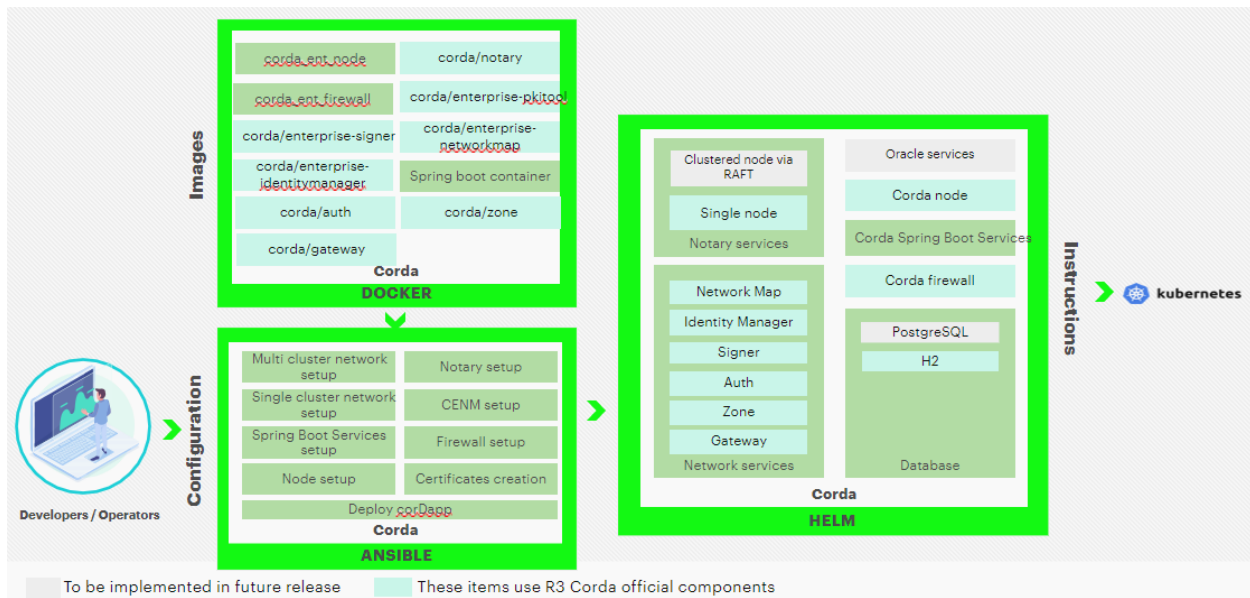 Images
corda_ent_node
corda/notary
corda_ent_firewall
corda/enterprise-pkitool
corda/enterprise-signer
corda/enterprise-
networkmap
corda/enterprise-
identitymanager
Spring boot container
corda/auth
corda/zone
corda/gateway
Corda
DOCKER
Developers / Operators
Configuration
Multi cluster network
setup
Notary setup
Single cluster network
setup
CENM setup
Spring Boot Services
setup
Firewall setup
Node setup
Certificates creation
Deploy corDapp
Corda
ANSIBLE
Clustered node via
RAFT
Single node
Notary services
Network Map
Identity Manager
Signer
Auth
Zone
Gateway
Network services
Oracle services
Corda node
Corda Spring Boot Services
Corda firewall
PostgreSQL
H2
Database
Corda
HELM
Instructions
kubernetes
To be implemented in future release
These items use R3 Corda official components